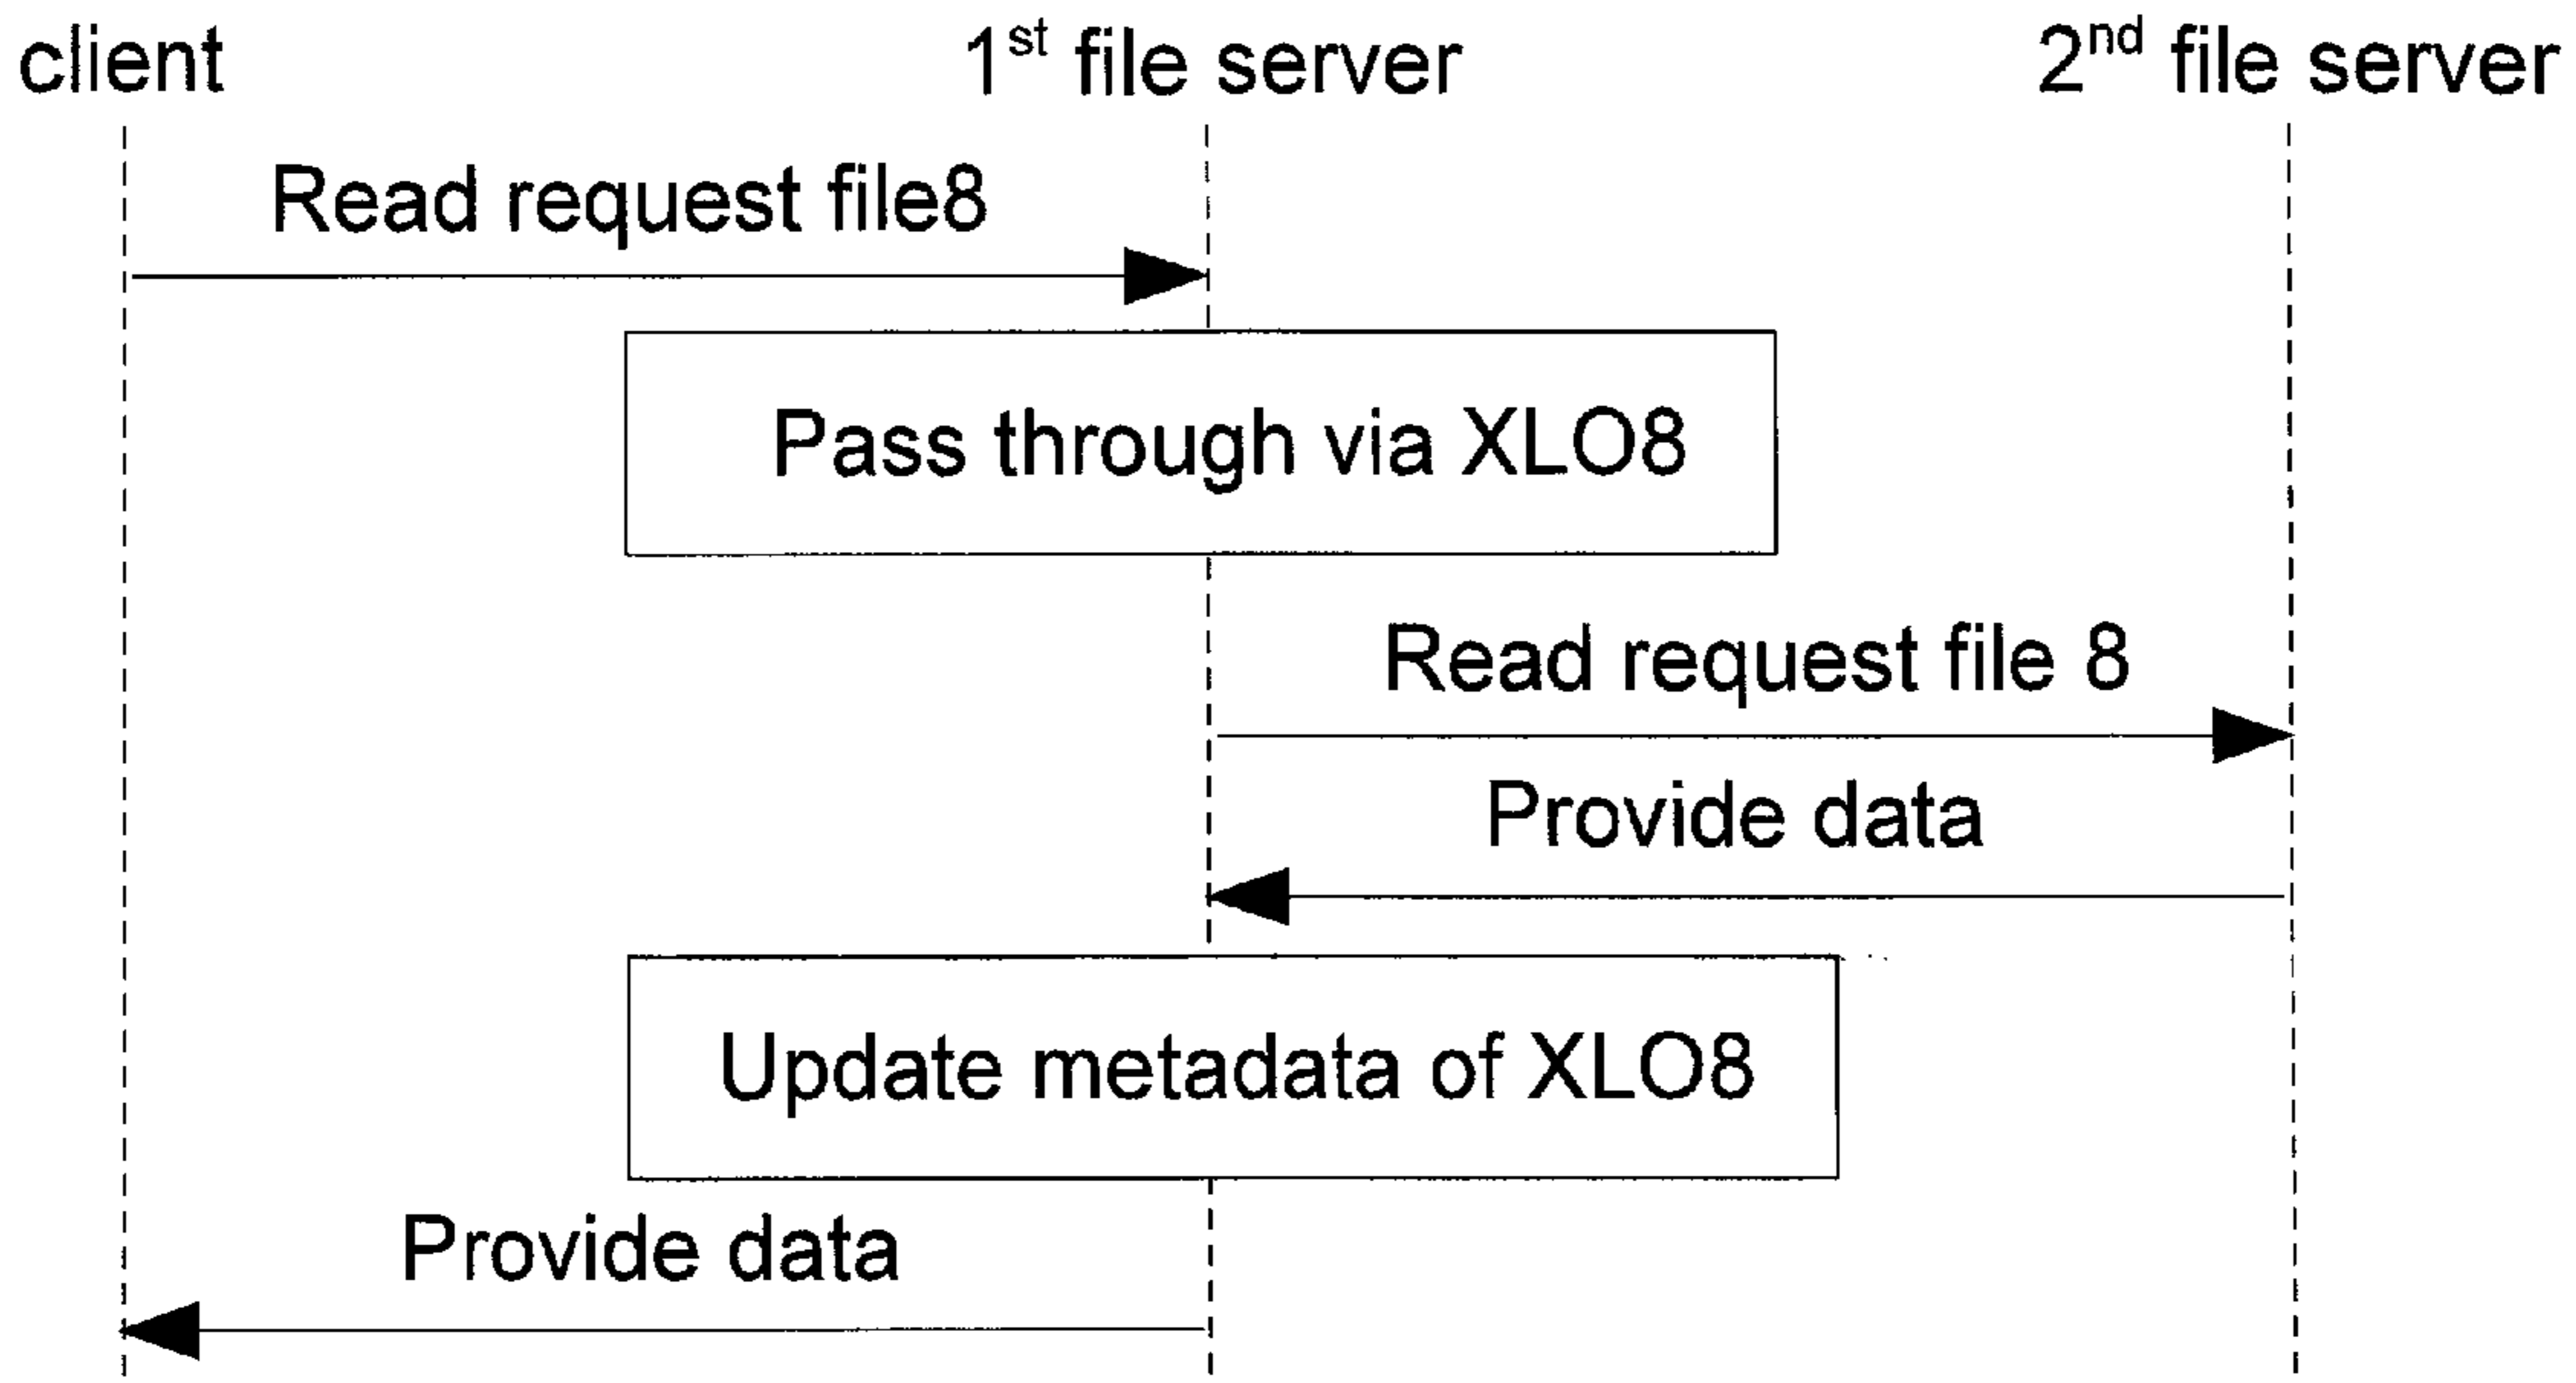 client 1st file server 2nd file server
Read request file8
Pass through via XLO8
Read request file 8
Provide data
Update metadata of XLO8
Provide data